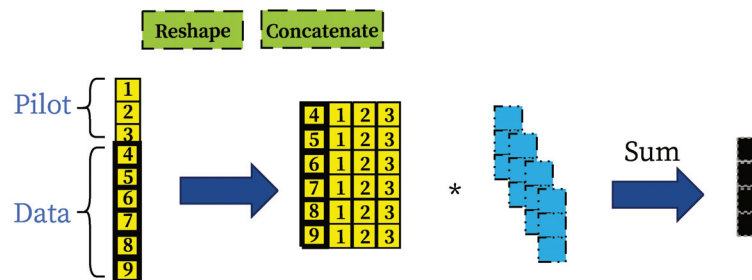 Reshape Concatenate
Pilot
Data
1
2
3
4
5
6
7
8
9
4 1 2 3
5 1 2 3
6 1 2 3
7 1 2 3
8 1 2 3
9 1 2 3
*
Sum